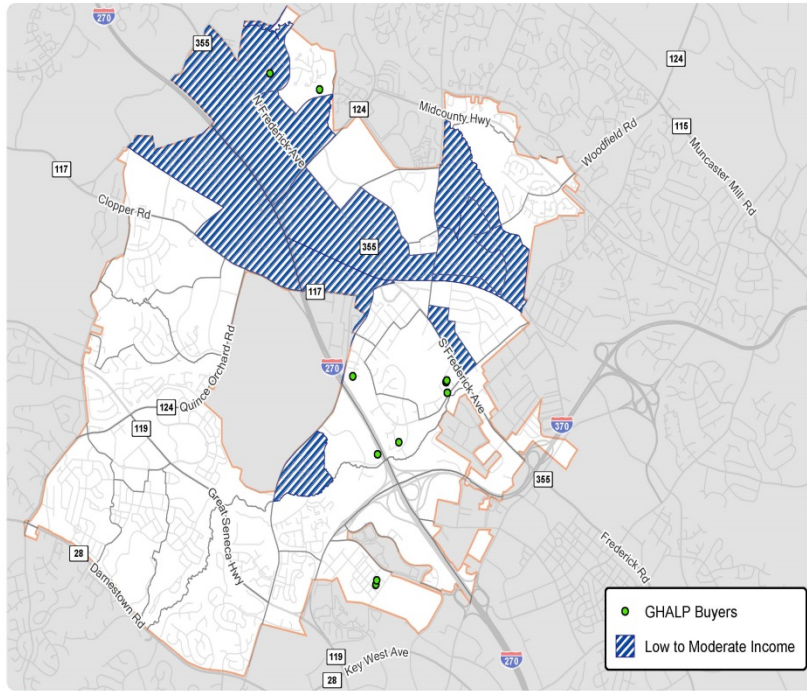 270
355
124
Midcounty Hwy
124
115
Muncaster Mill Rd
Woodfield Rd
N Frederick Ave
117
Clopper Rd
355
117
270
Quince Orchard Rd
124
119
S Frederick Ave
370
355
Great Seneca Hwy
28
Darnestown Rd
Frederick Rd
119
Key West Ave
28
270
GHALP Buyers
Low to Moderate Income